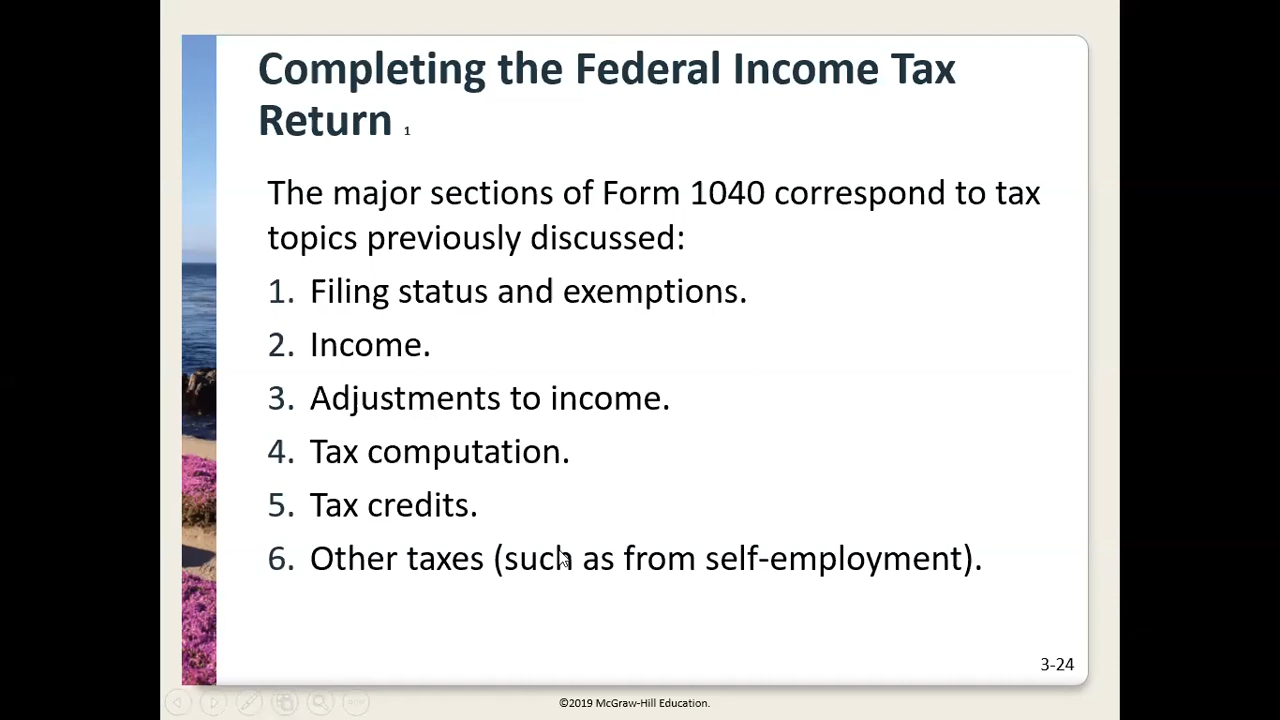 Completing the Federal Income Tax
Return 1
The major sections of Form 1040 correspond to tax
topics previously discussed:
1. Filing status and exemptions.
2. Income.
3. Adjustments to income.
4. Tax computation.
5. Tax credits.
6. Other taxes (such as from self-employment).
3-24
©2019 McGraw-Hill Education.